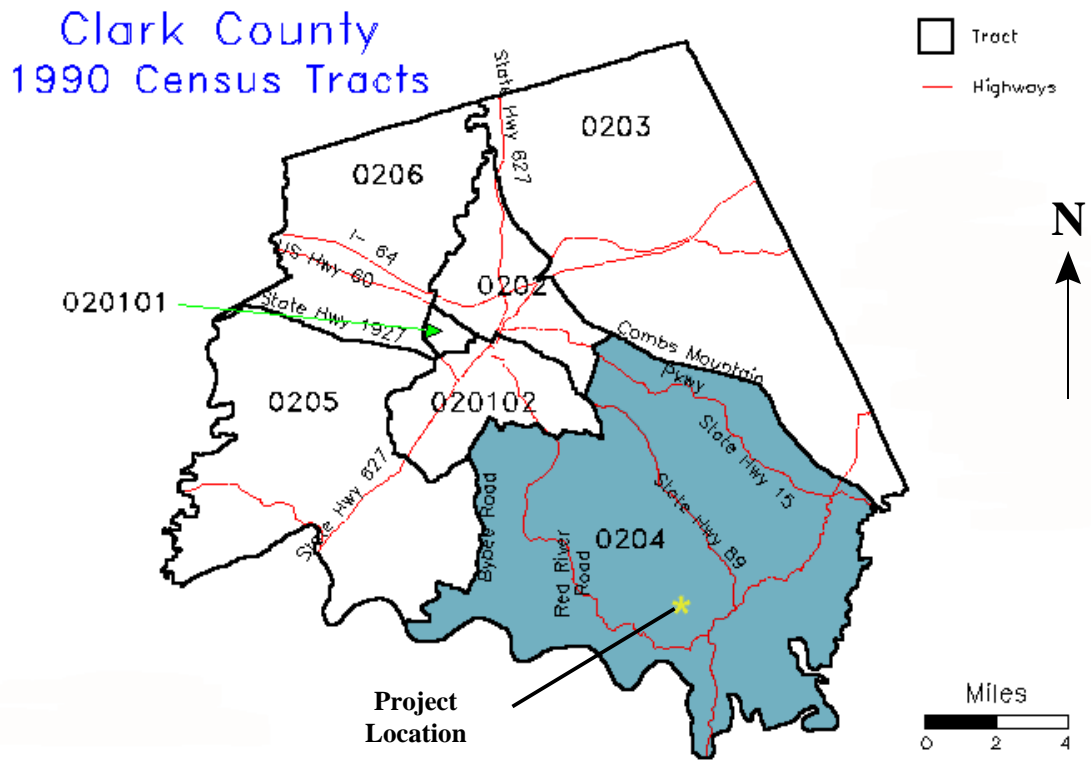 Clark County
1990 Census Tracts
Tract
Highways
State Hwy 627
0203
0206
N
I- 64
US Hwy 60
0202
020101
State Hwy 1927
Combs Mountain
Pkwy
0205
020102
State Hwy 15
State Hwy 627
State Hwy 89
Bybee Road
0204
Red River
Road
*
Project
Location
Miles
0 2 4